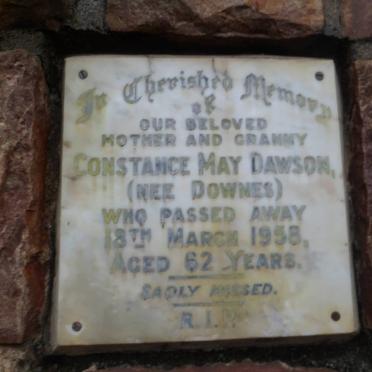 In Cherished Memory
of
OUR BELOVED
MOTHER AND GRANNY
CONSTANCE MAY DAWSON,
(NEE DOWNES)
WHO PASSED AWAY
18TH MARCH 1958,
AGED 62 YEARS.
SADLY MISSED.
R.I.P.